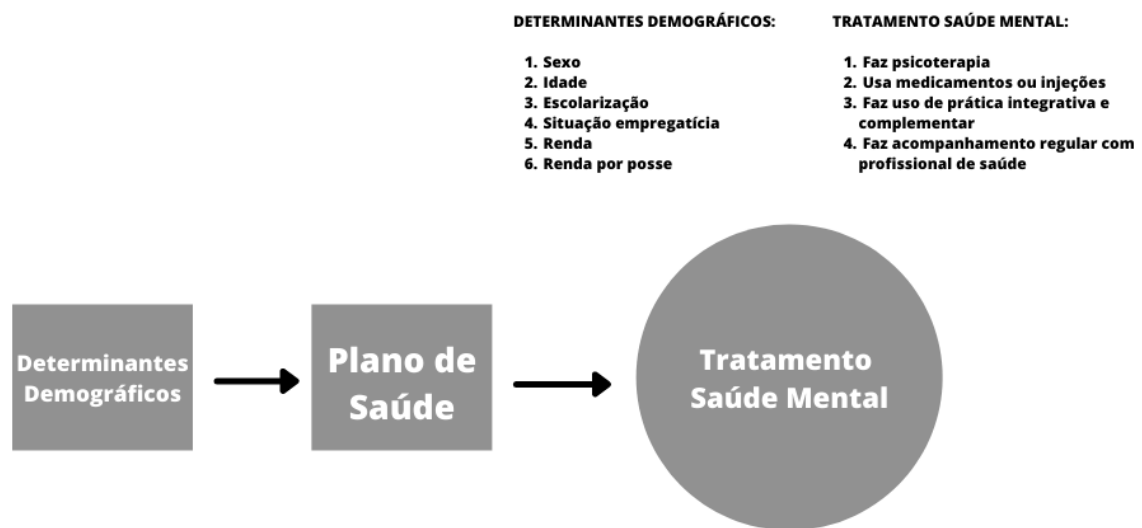 DETERMINANTES DEMOGRÁFICOS:
1. Sexo
2. Idade
3. Escolarização
4. Situação empregatícia
5. Renda
6. Renda por posse
TRATAMENTO SAÚDE MENTAL:
1. Faz psicoterapia
2. Usa medicamentos ou injeções
3. Faz uso de prática integrativa e
complementar
4. Faz acompanhamento regular com
profissional de saúde
Determinantes
Demográficos
Plano de
Saúde
Tratamento
Saúde Mental